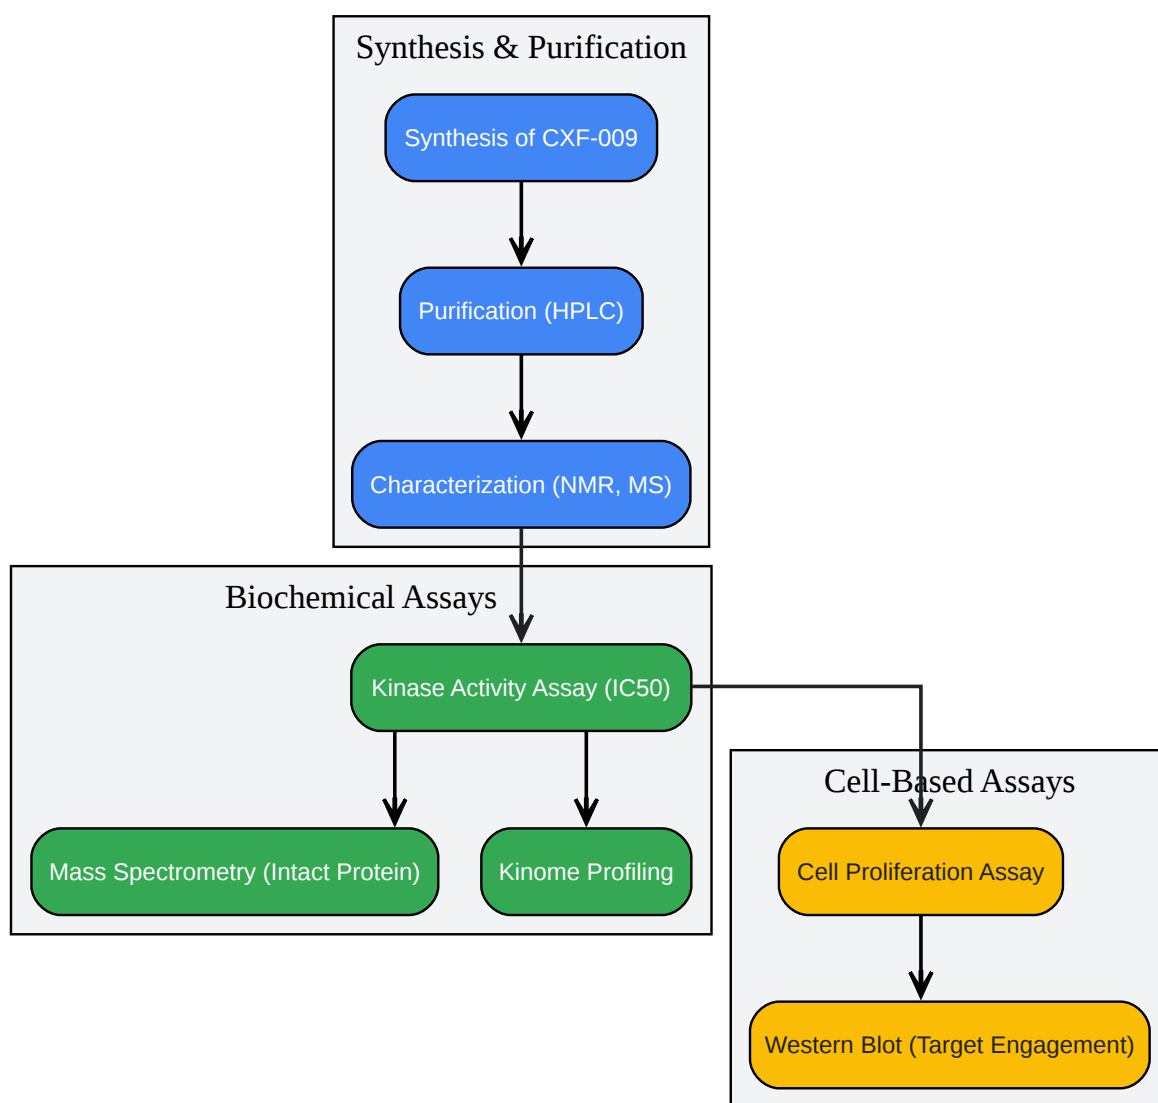 Synthesis & Purification
Synthesis of CXF-009
Purification (HPLC)
Characterization (NMR, MS)
Biochemical Assays
Kinase Activity Assay (IC50)
Mass Spectrometry (Intact Protein)
Kinome Profiling
Cell-Based Assays
Cell Proliferation Assay
Western Blot (Target Engagement)